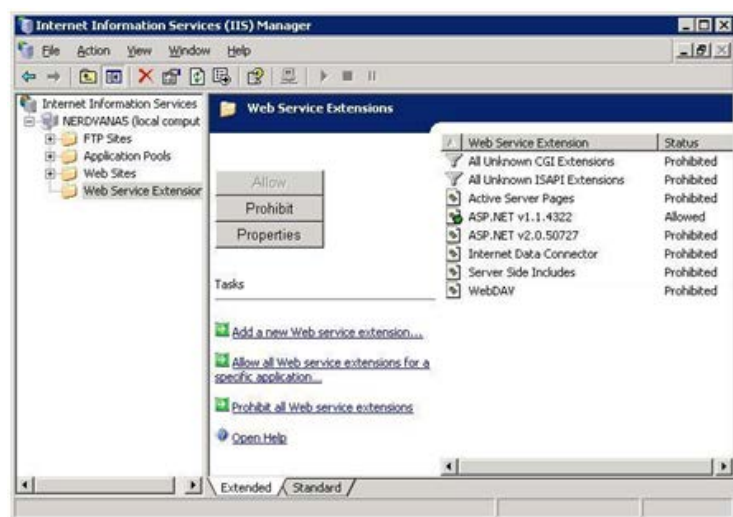 Internet Information Services (IIS) Manager
File Action View Window Help
Internet Information Services
NERDVANAS (local comput
FTP Sites
Application Pools
Web Sites
Web Service Extension
Web Service Extensions
Allow
Prohibit
Properties
Tasks
Add a new Web service extension...
Allow all Web service extensions for a
specific application...
Prohibit all Web service extensions
Open Help
Web Service Extension Status
All Unknown CGI Extensions Prohibited
All Unknown ISAPI Extensions Prohibited
Active Server Pages Prohibited
ASP.NET v1.1.4322 Allowed
ASP.NET v2.0.50727 Prohibited
Internet Data Connector Prohibited
Server Side Includes Prohibited
WebDAV Prohibited
Extended Standard